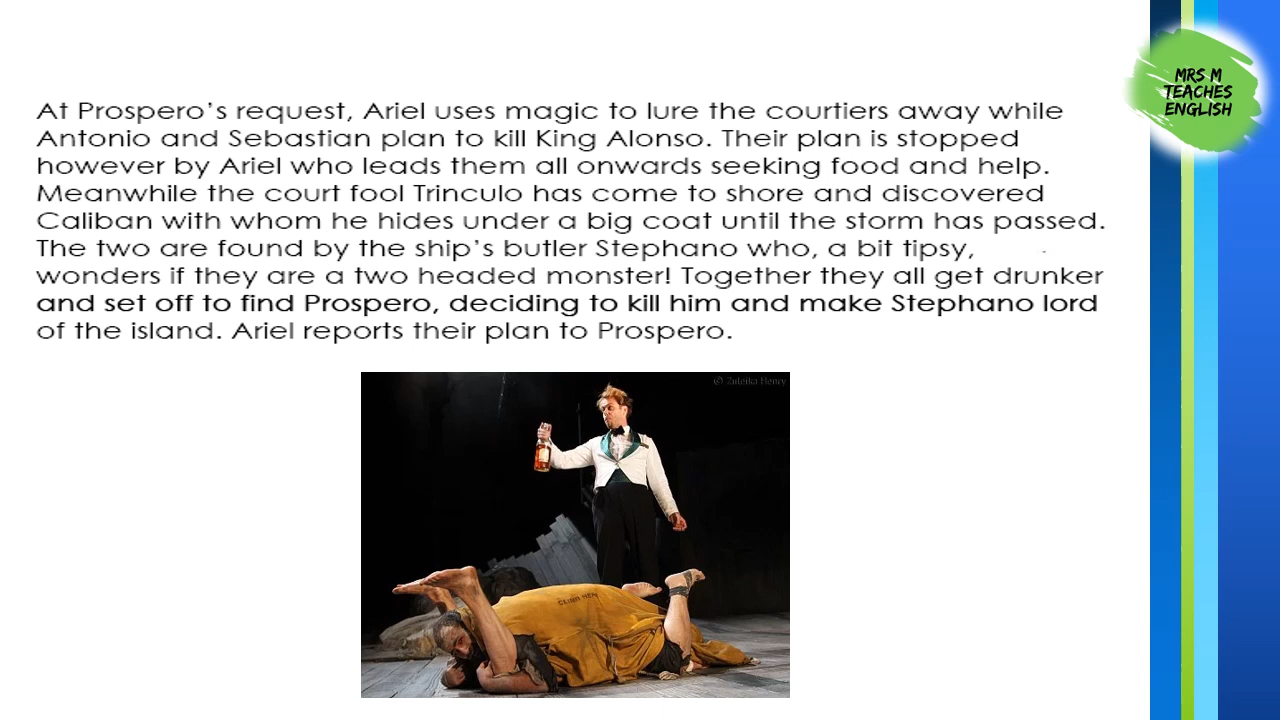 At Prospero's request, Ariel uses magic to lure the courtiers away while
Antonio and Sebastian plan to kill King Alonso. Their plan is stopped
however by Ariel who leads them all onwards seeking food and help.
Meanwhile the court fool Trinculo has come to shore and discovered
Caliban with whom he hides under a big coat until the storm has passed.
The two are found by the ship's butler Stephano who, a bit tipsy,
wonders if they are a two headed monster! Together they all get drunker
and set off to find Prospero, deciding to kill him and make Stephano lord
of the island. Ariel reports their plan to Prospero.
MRS M
TEACHES
ENGLISH
© Zuleika Henry